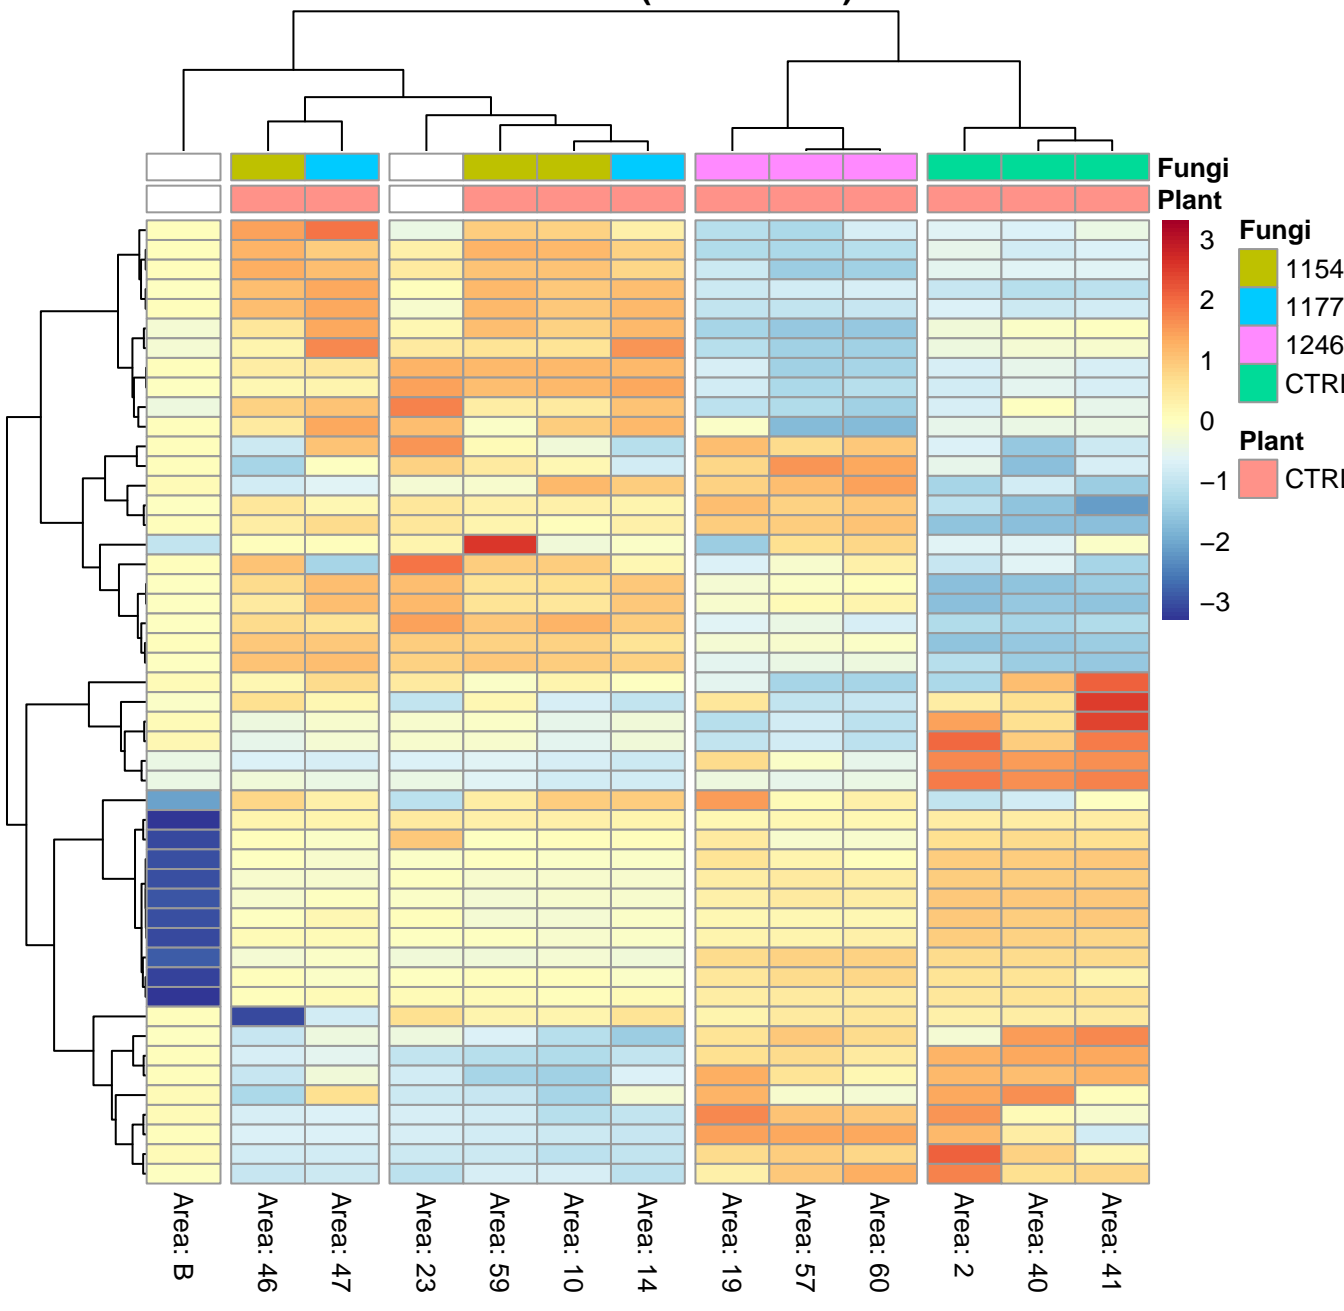 Fungi
Plant
3
2
1
0
−1
−2
−3
Fungi
1154
1177
1246
CTRL
Plant
CTRL
Area: B
Area: 46
Area: 47
Area: 23
Area: 59
Area: 10
Area: 14
Area: 19
Area: 57
Area: 60
Area: 2
Area: 40
Area: 41